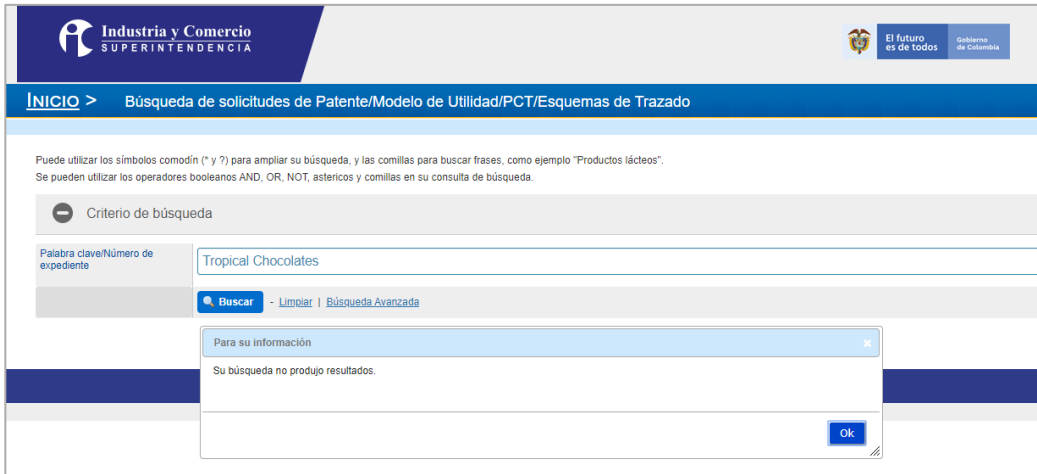 Industria y Comercio
SUPERINTENDENCIA
El futuro
es de todos
Gobierno
de Colombia
INICIO > Búsqueda de solicitudes de Patente/Modelo de Utilidad/PCT/Esquemas de Trazado
Puede utilizar los símbolos comodín (* y ?) para ampliar su búsqueda, y las comillas para buscar frases, como ejemplo "Productos lácteos".
Se pueden utilizar los operadores booleanos AND, OR, NOT, astericos y comillas en su consulta de búsqueda.
Criterio de búsqueda
Palabra clave/Número de
expediente
Tropical Chocolates
Buscar - Limpiar | Búsqueda Avanzada
Para su información
Su búsqueda no produjo resultados.
Ok